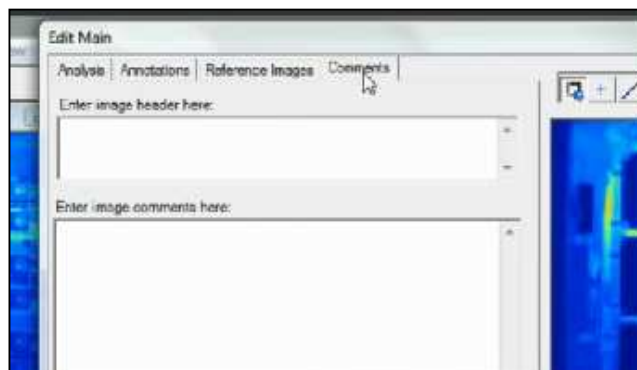 Edit Main
Analysis Annotations Reference Images Comments
Enter image header here:
Enter image comments here: